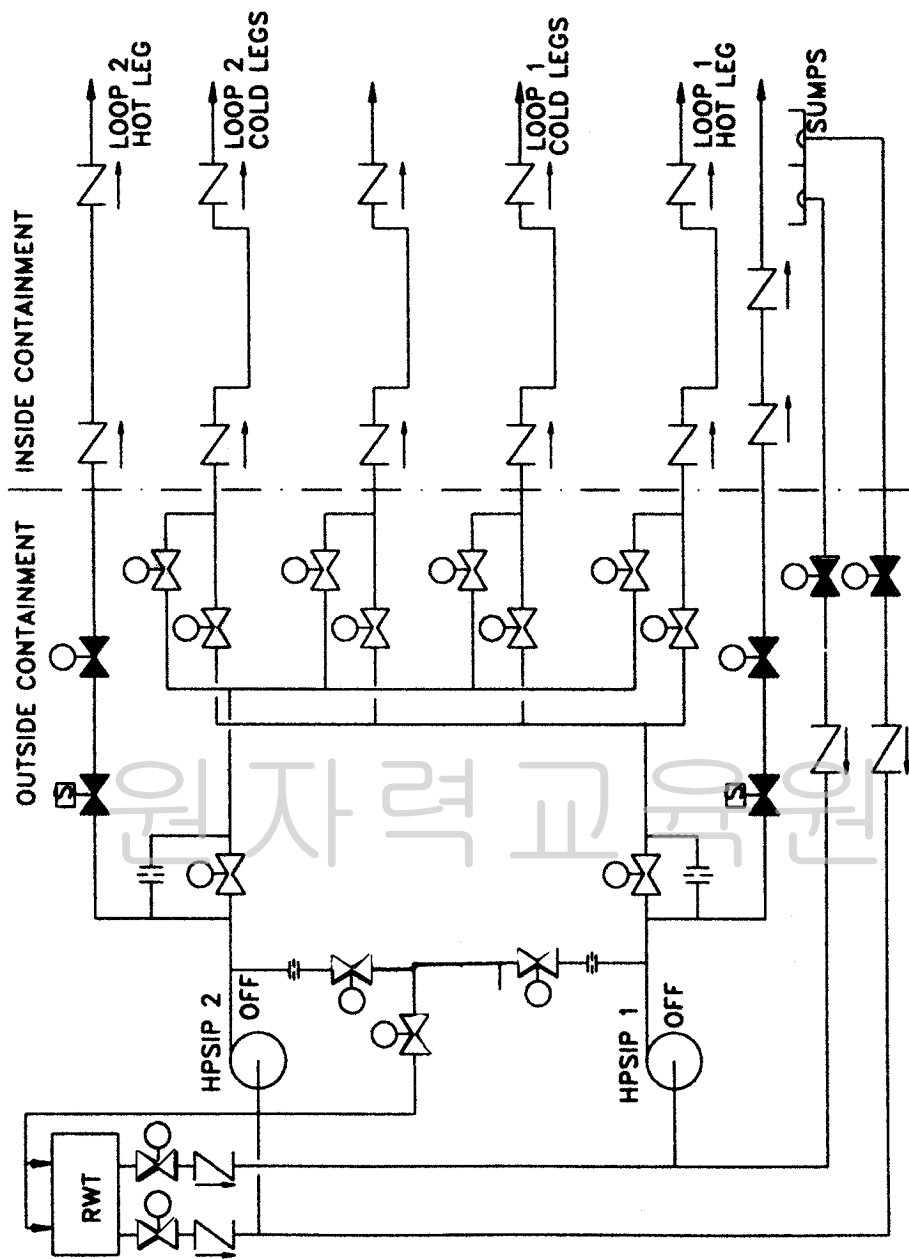 INSIDE CONTAINMENT
OUTSIDE CONTAINMENT
LOOP 2
HOT LEG
LOOP 2
COLD LEGS
LOOP 1
COLD LEGS
LOOP 1
HOT LEG
SUMPS
S
S
원자력교육원
HPSIP 2
OFF
HPSIP 1
OFF
RWT